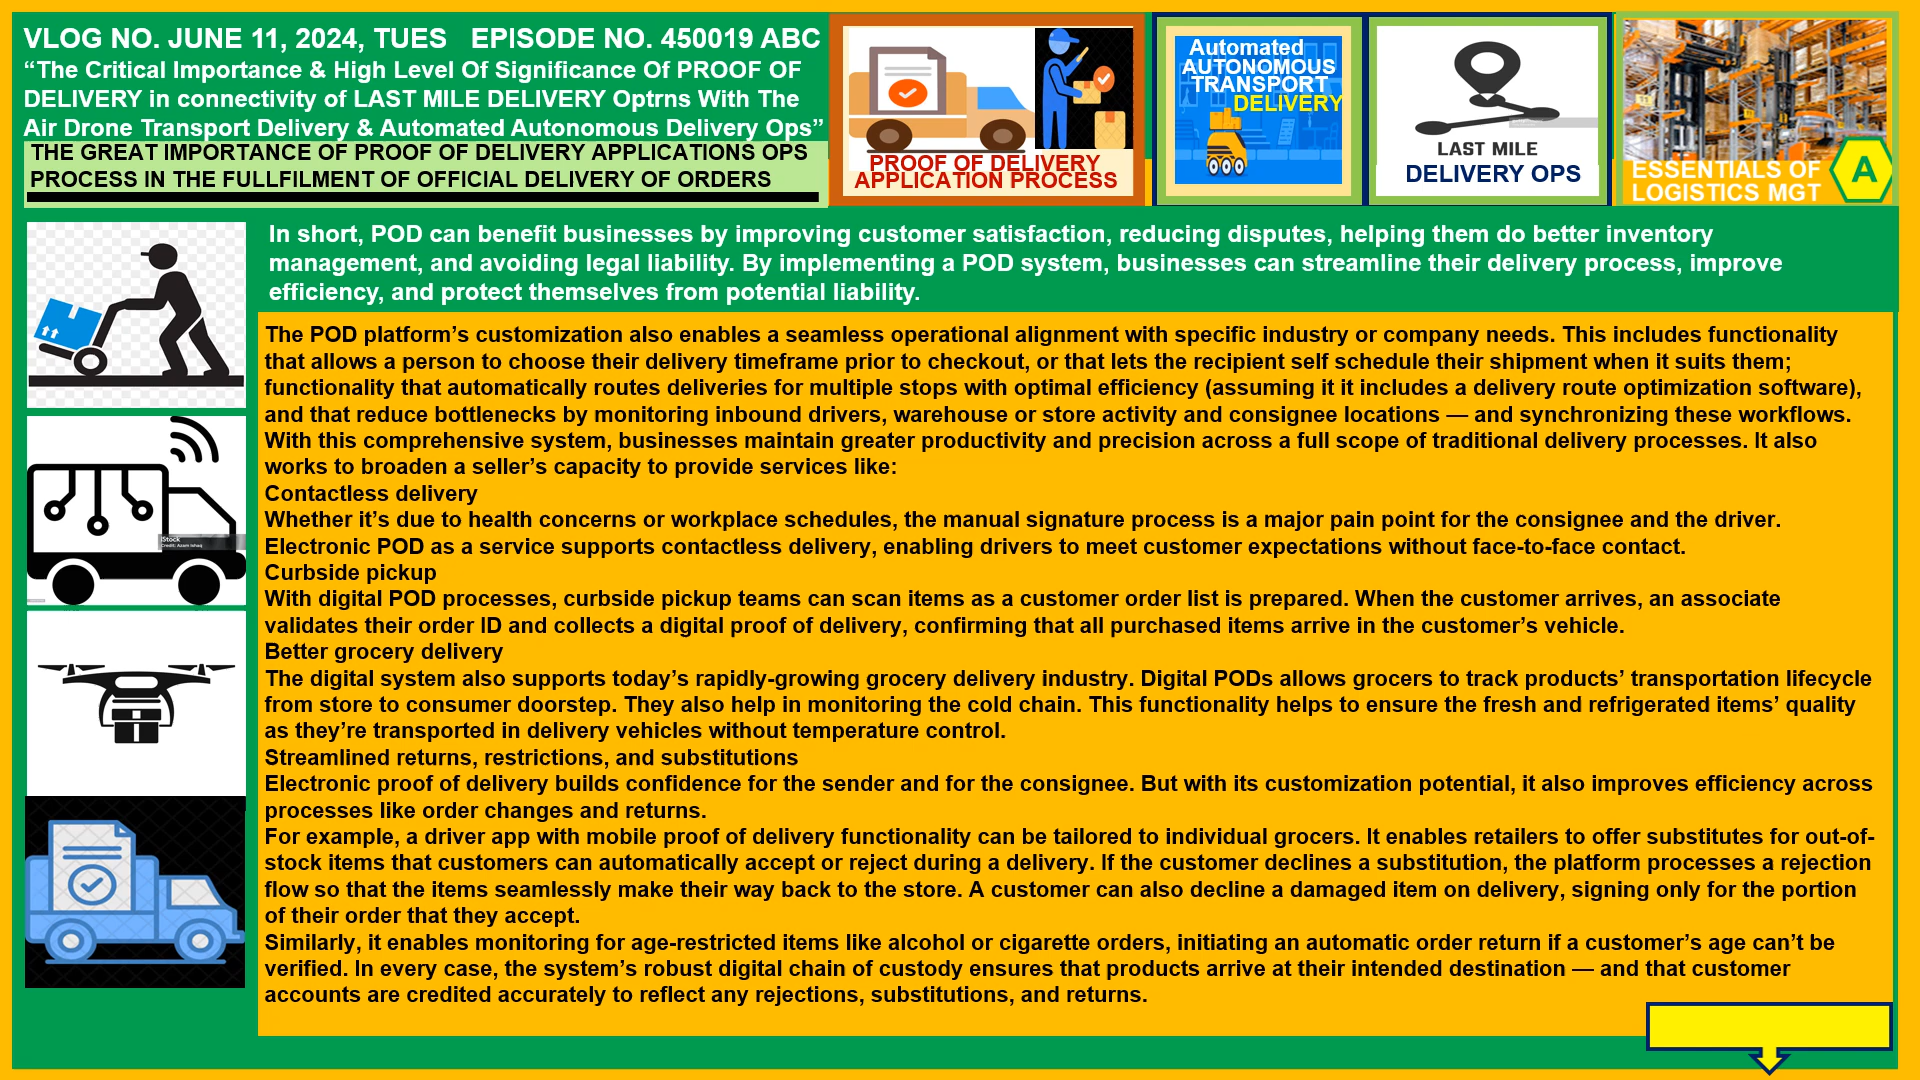 VLOG NO. JUNE 11, 2024, TUES   EPISODE NO. 450019 ABC
“The Critical Importance & High Level Of Significance Of PROOF OF
DELIVERY in connectivity of LAST MILE DELIVERY Optrns With The
Air Drone Transport Delivery & Automated Autonomous Delivery Ops”
THE GREAT IMPORTANCE OF PROOF OF DELIVERY APPLICATIONS OPS
PROCESS IN THE FULLFILMENT OF OFFICIAL DELIVERY OF ORDERS
PROOF OF DELIVERY
APPLICATION PROCESS
Automated
AUTONOMOUS
TRANSPORT
DELIVERY
LAST MILE
DELIVERY OPS
ESSENTIALS OF
LOGISTICS MGT
A
In short, POD can benefit businesses by improving customer satisfaction, reducing disputes, helping them do better inventory
management, and avoiding legal liability. By implementing a POD system, businesses can streamline their delivery process, improve
efficiency, and protect themselves from potential liability.
The POD platform’s customization also enables a seamless operational alignment with specific industry or company needs. This includes functionality
that allows a person to choose their delivery timeframe prior to checkout, or that lets the recipient self schedule their shipment when it suits them;
functionality that automatically routes deliveries for multiple stops with optimal efficiency (assuming it it includes a delivery route optimization software),
and that reduce bottlenecks by monitoring inbound drivers, warehouse or store activity and consignee locations — and synchronizing these workflows.
With this comprehensive system, businesses maintain greater productivity and precision across a full scope of traditional delivery processes. It also
works to broaden a seller’s capacity to provide services like:
Contactless delivery
Whether it’s due to health concerns or workplace schedules, the manual signature process is a major pain point for the consignee and the driver.
Electronic POD as a service supports contactless delivery, enabling drivers to meet customer expectations without face-to-face contact.
Curbside pickup
With digital POD processes, curbside pickup teams can scan items as a customer order list is prepared. When the customer arrives, an associate
validates their order ID and collects a digital proof of delivery, confirming that all purchased items arrive in the customer’s vehicle.
Better grocery delivery
The digital system also supports today’s rapidly-growing grocery delivery industry. Digital PODs allows grocers to track products’ transportation lifecycle
from store to consumer doorstep. They also help in monitoring the cold chain. This functionality helps to ensure the fresh and refrigerated items’ quality
as they’re transported in delivery vehicles without temperature control.
Streamlined returns, restrictions, and substitutions
Electronic proof of delivery builds confidence for the sender and for the consignee. But with its customization potential, it also improves efficiency across
processes like order changes and returns.
For example, a driver app with mobile proof of delivery functionality can be tailored to individual grocers. It enables retailers to offer substitutes for out-of-
stock items that customers can automatically accept or reject during a delivery. If the customer declines a substitution, the platform processes a rejection
flow so that the items seamlessly make their way back to the store. A customer can also decline a damaged item on delivery, signing only for the portion
of their order that they accept.
Similarly, it enables monitoring for age-restricted items like alcohol or cigarette orders, initiating an automatic order return if a customer’s age can’t be
verified. In every case, the system’s robust digital chain of custody ensures that products arrive at their intended destination — and that customer
accounts are credited accurately to reflect any rejections, substitutions, and returns.
iStock
Credit: Azam Ishaq